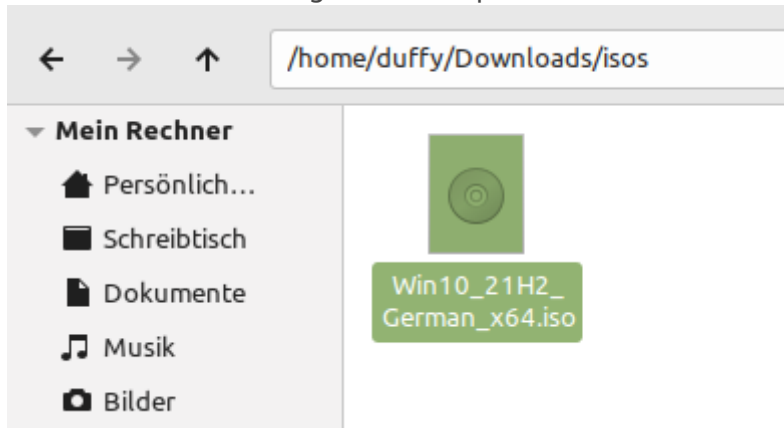 /home/duffy/Downloads/isos
Mein Rechner
Persönlich...
Schreibtisch
Dokumente
Musik
Bilder
Win10_21H2_
German_x64.iso